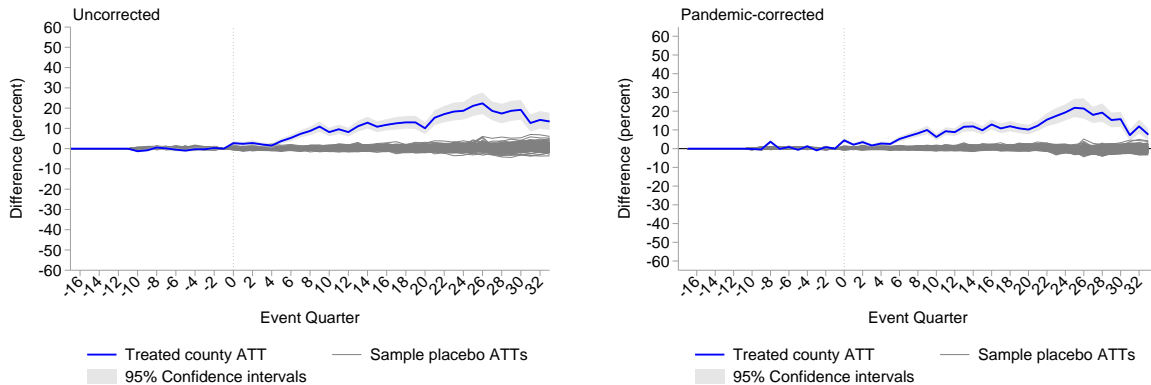 Uncorrected
60
50
40
30
20
10
0
-10
-20
-30
-40
-50
-60
Difference (percent)
-16 -14 -12 -10 -8 -6 -4 -2 0 2 4 6 8 10 12 14 16 18 20 22 24 26 28 30 32
Event Quarter
Treated county ATT Sample placebo ATTs
95% Confidence intervals
Pandemic-corrected
60
50
40
30
20
10
0
-10
-20
-30
-40
-50
-60
Difference (percent)
-16 -14 -12 -10 -8 -6 -4 -2 0 2 4 6 8 10 12 14 16 18 20 22 24 26 28 30 32
Event Quarter
Treated county ATT Sample placebo ATTs
95% Confidence intervals